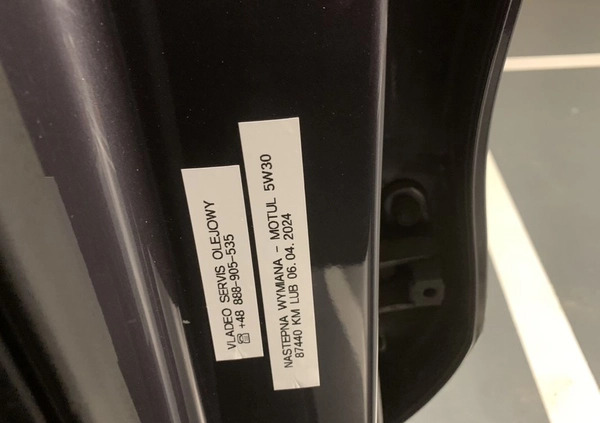 VLADEO SERVIS OLEJOWY
☎ +48 888-905-535
NASTEPNA WYMIANA - MOTUL 5W30
87440 KM LUB 06.04.2024